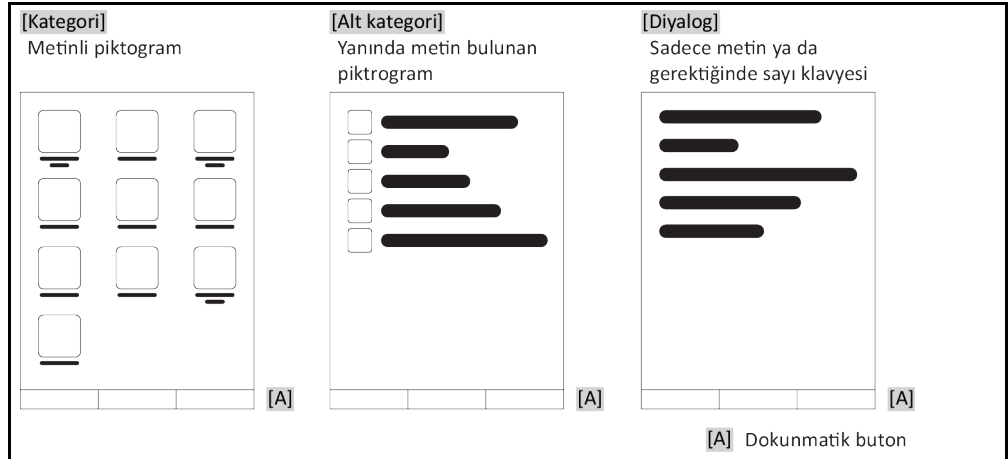 [Kategori]
Metinli piktogram
[Alt kategori]
Yanında metin bulunan
piktrogram
[Diyalog]
Sadece metin ya da
gerektiğinde sayı klavyesi
[A]
[A]
[A]
[A] Dokunmatik buton